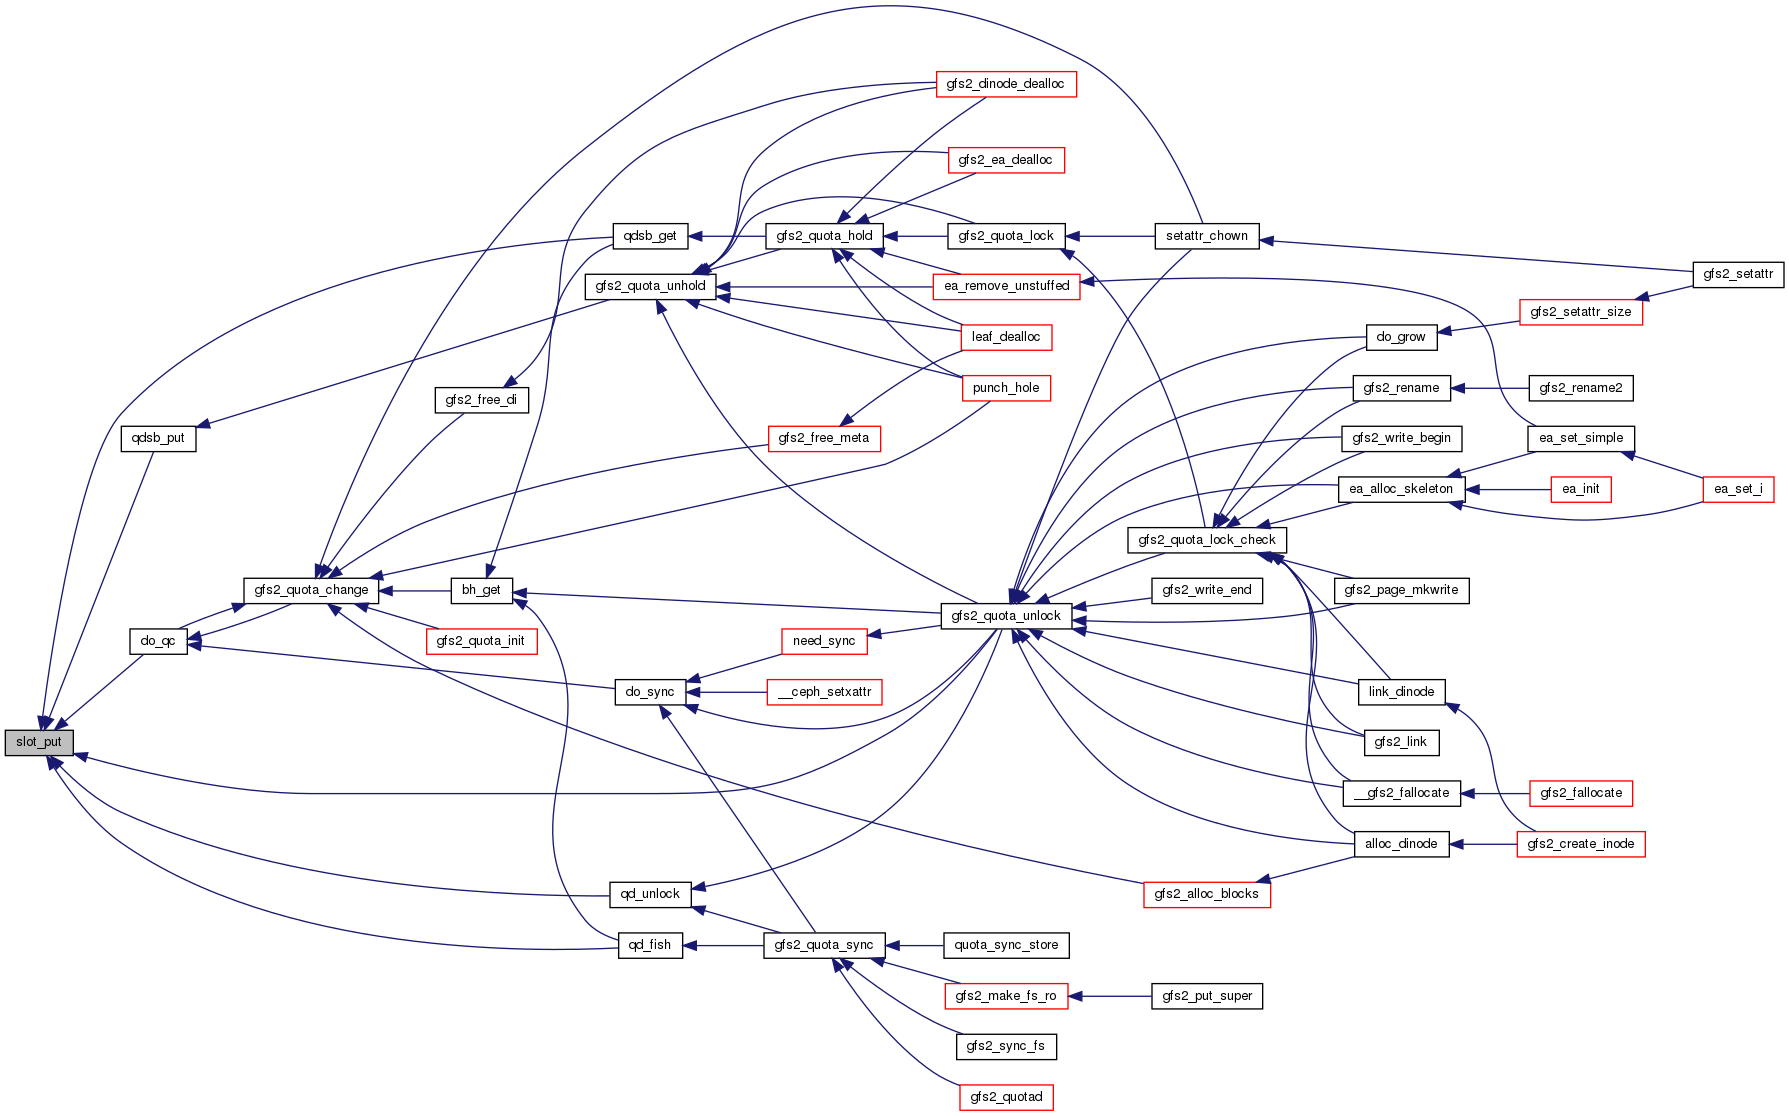 gfs2_dinode_dealloc
gfs2_ea_dealloc
qdsb_get
gfs2_quota_hold
gfs2_quota_lock
setattr_chown
gfs2_setattr
gfs2_quota_unhold
ea_remove_unstuffed
gfs2_setattr_size
leaf_dealloc
do_grow
gfs2_free_di
punch_hole
gfs2_rename
gfs2_rename2
qdsb_put
gfs2_free_meta
gfs2_write_begin
ea_set_simple
ea_alloc_skeleton
ea_init
ea_set_i
gfs2_quota_lock_check
gfs2_quota_change
bh_get
gfs2_write_end
gfs2_page_mkwrite
gfs2_quota_unlock
do_qc
gfs2_quota_init
need_sync
do_sync
__ceph_setxattr
link_dinode
slot_put
gfs2_link
__gfs2_fallocate
gfs2_fallocate
alloc_dinode
gfs2_create_inode
qd_unlock
gfs2_alloc_blocks
qd_fish
gfs2_quota_sync
quota_sync_store
gfs2_make_fs_ro
gfs2_put_super
gfs2_sync_fs
gfs2_quotad